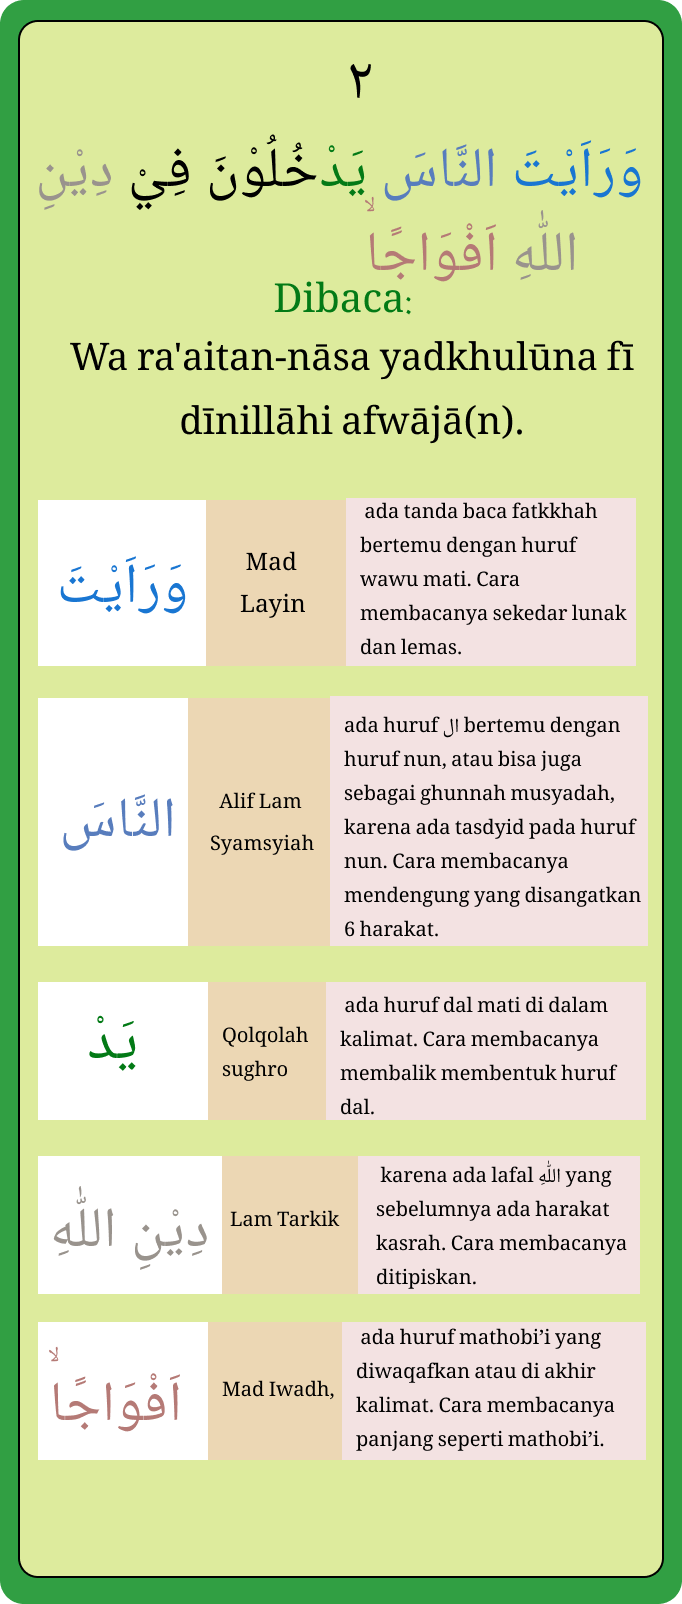 ٢
وَرَاَيْتَ النَّاسَ يَدْخُلُوْنَ فِيْ دِيْنِ
اللّٰهِ اَفْوَاجًاۙ
Dibaca:
Wa ra'aitan-nāsa yadkhulūna fī
dīnillāhi afwājā(n).
وَرَاَيْتَ
Mad
Layin
ada tanda baca fatkkhah
bertemu dengan huruf
wawu mati. Cara
membacanya sekedar lunak
dan lemas.
النَّاسَ
Alif Lam
Syamsyiah
ada huruf ال bertemu dengan
huruf nun, atau bisa juga
sebagai ghunnah musyadah,
karena ada tasdyid pada huruf
nun. Cara membacanya
mendengung yang disangatkan
6 harakat.
يَدْ
Qolqolah
sughro
ada huruf dal mati di dalam
kalimat. Cara membacanya
membalik membentuk huruf
dal.
دِيْنِ اللّٰهِ
Lam Tarkik
karena ada lafal اللّٰهِ yang
sebelumnya ada harakat
kasrah. Cara membacanya
ditipiskan.
اَفْوَاجًاۙ
Mad Iwadh,
ada huruf mathobi’i yang
diwaqafkan atau di akhir
kalimat. Cara membacanya
panjang seperti mathobi’i.